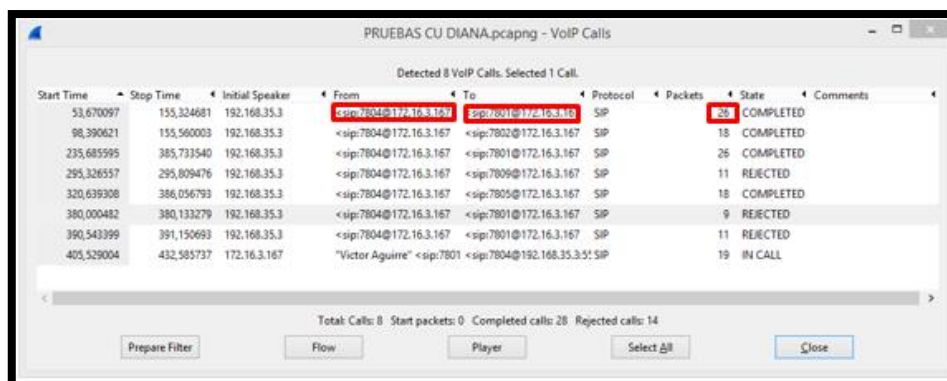 PRUEBAS CU DIANA.pcapng - VoIP Calls
Detected 8 VoIP Calls. Selected 1 Call.
Start Time Stop Time Initial Speaker From To Protocol Packets State Comments
53,670097 155,324681 192.168.35.3 <sip:7804@172.16.3.167 <sip:7801@172.16.3.16 SIP 26 COMPLETED
98,390621 155,560003 192.168.35.3 <sip:7804@172.16.3.167 <sip:7802@172.16.3.167 SIP 18 COMPLETED
235,685595 385,733540 192.168.35.3 <sip:7804@172.16.3.167 <sip:7801@172.16.3.167 SIP 26 COMPLETED
295,326557 295,809476 192.168.35.3 <sip:7804@172.16.3.167 <sip:7809@172.16.3.167 SIP 11 REJECTED
320,639308 386,056793 192.168.35.3 <sip:7804@172.16.3.167 <sip:7805@172.16.3.167 SIP 18 COMPLETED
380,000482 380,133279 192.168.35.3 <sip:7804@172.16.3.167 <sip:7801@172.16.3.167 SIP 9 REJECTED
390,543399 391,150693 192.168.35.3 <sip:7804@172.16.3.167 <sip:7801@172.16.3.167 SIP 11 REJECTED
405,529004 432,585737 172.16.3.167 "Victor Aguirre" <sip:7801 <sip:7804@192.168.35.3:5 SIP 19 IN CALL
Total: Calls: 8 Start packets: 0 Completed calls: 28 Rejected calls: 14
Prepare Filter Flow Player Select All Close